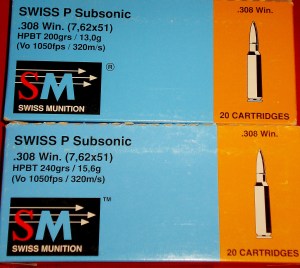 SWISS P Subsonic
.308 Win. (7,62x51)
HPBT 200grs / 13,0g
(Vo 1050fps / 320m/s)
SM ®
SWISS MUNITION
.308 Win.
20 CARTRIDGES
SWISS P Subsonic
.308 Win. (7,62x51)
HPBT 240grs / 15,6g
(Vo 1050fps / 320m/s)
SM ™
SWISS MUNITION
.308 Win.
20 CARTRIDGES